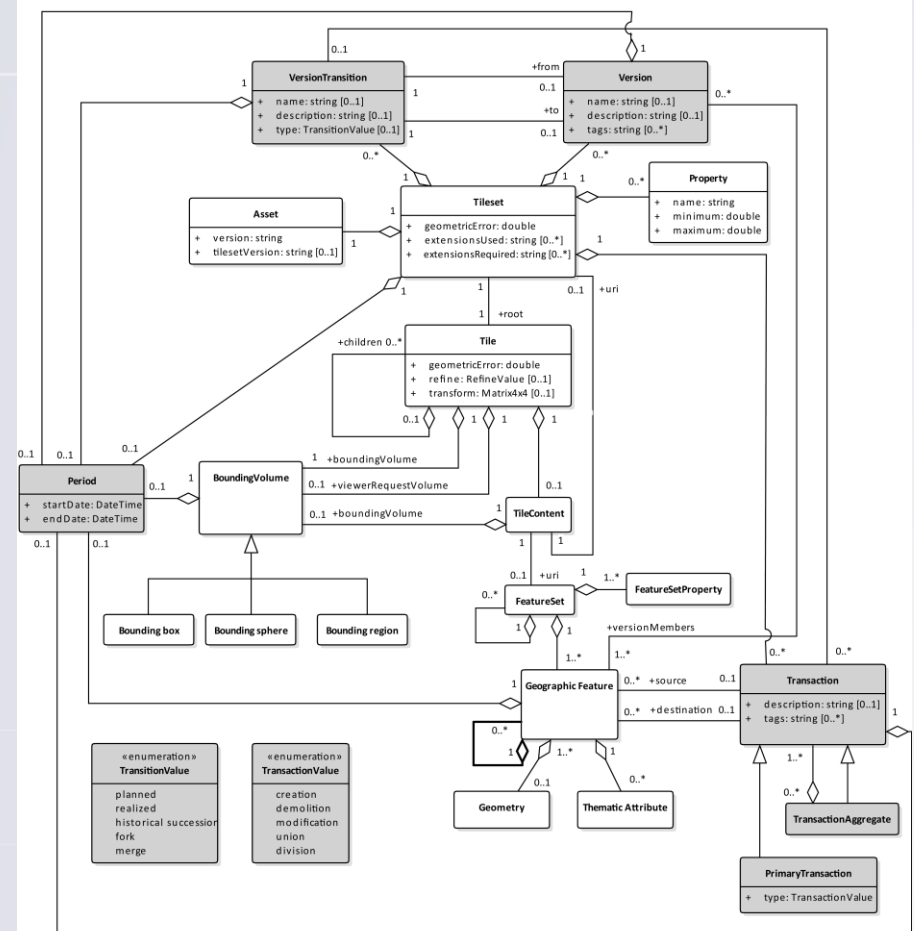 0..1
1
VersionTransition
+ name: string [0..1]
+ description: string [0..1]
+ type: TransitionValue [0..1]
1
+from
1
0..1
+to
1
0..1
Version
+ name: string [0..1]
+ description: string [0..1]
+ tags: string [0..*]
0..*
0..*
1
0..*
1
Tileset
+ geometricError: double
+ extensionsUsed: string [0..*]
+ extensionsRequired: string [0..*]
1
0..*
Property
+ name: string
+ minimum: double
+ maximum: double
Asset
+ version: string
+ tilesetVersion: string [0..1]
1
1
1
1
1
0..1
+uri
1
+root
+children 0..*
Tile
+ geometricError: double
+ refine: RefineValue [0..1]
+ transform: Matrix4x4 [0..1]
0..1
1
1
1
0..1
0..1
0..1
Period
+ startDate: DateTime
+ endDate: DateTime
0..1
0..1
0..1
1
BoundingVolume
1 +boundingVolume
0..1 +viewerRequestVolume
0..1 +boundingVolume
1
0..1
TileContent
1
1
0..1
+uri
Bounding box
Bounding sphere
Bounding region
0..*
FeatureSet
1
1..*
FeatureSetProperty
1
1
+versionMembers
1..*
1..*
1
Geographic Feature
0..*
1
0..* +source 0..1
0..* +destination 0..1
1..*
1
0..1
0..*
Geometry
Thematic Attribute
0..*
0..*
Transaction
+ description: string [0..1]
+ tags: string [0..*]
1
1..*
0..*
TransactionAggregate
PrimaryTransaction
+ type: TransactionValue
«enumeration»
TransitionValue
planned
realized
historical succession
fork
merge
«enumeration»
TransactionValue
creation
demolition
modification
union
division